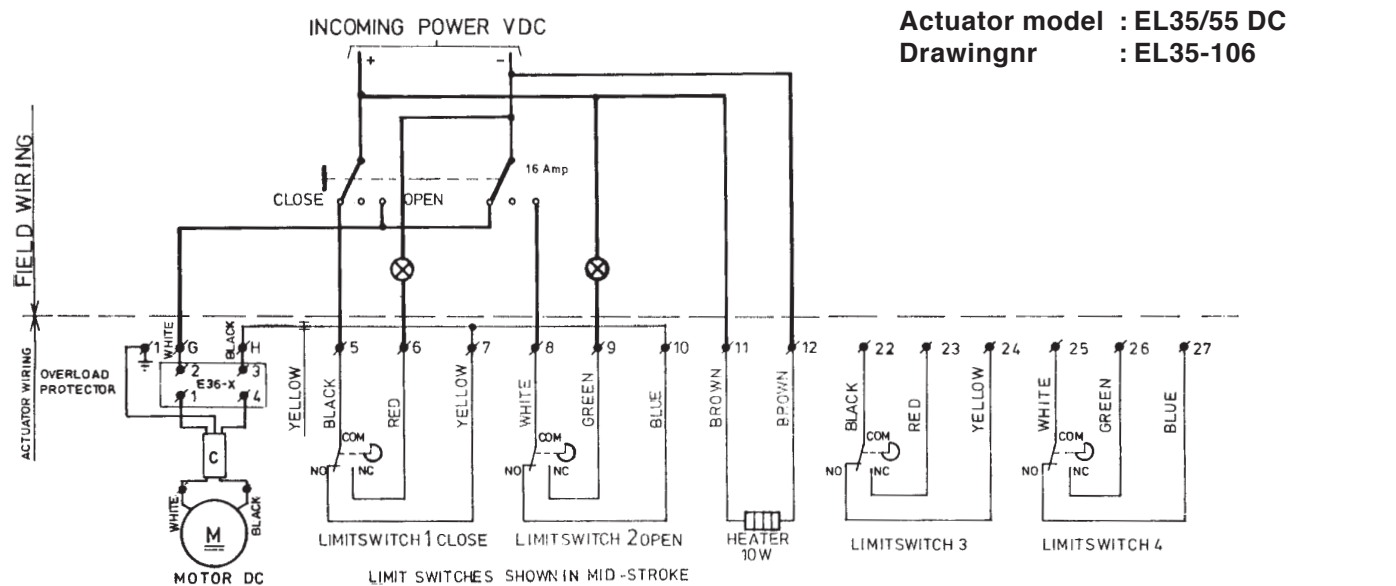 Actuator model : EL35/55 DC
Drawingnr : EL35-106
INCOMING POWER VDC
+ −
16 Amp
CLOSE OPEN
FIELD WIRING
ACTUATOR WIRING
1 G H 5 6 7 8 9 10 11 12 22 23 24 25 26 27
WHITE BLACK
OVERLOAD
PROTECTOR
2 3
E36-X
1 4
YELLOW BLACK RED YELLOW WHITE GREEN BLUE BROWN BROWN BLACK RED YELLOW WHITE GREEN BLUE
C
COM COM COM COM
NO NC NO NC NO NC NO NC
WHITE BLACK
M
LIMITSWITCH 1 CLOSE
LIMITSWITCH 2 OPEN
HEATER
10W
LIMITSWITCH 3
LIMITSWITCH 4
MOTOR DC
LIMIT SWITCHES SHOWN IN MID-STROKE